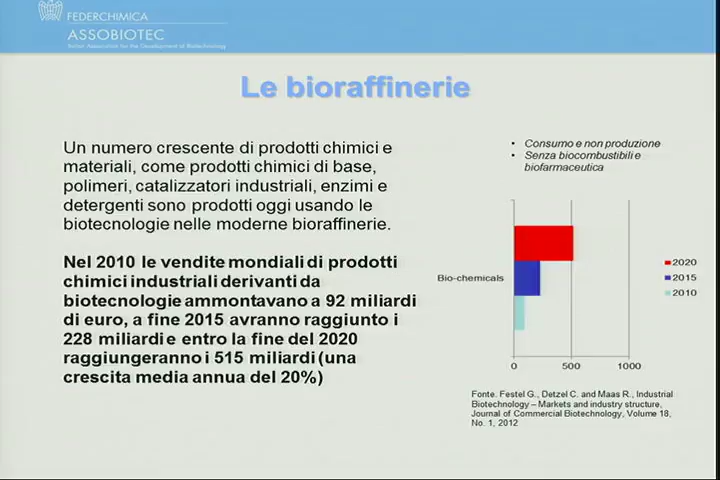 FEDERCHIMICA
ASSOBIOTEC
Italian Association for the Development of Biotechnology
Le bioraffinerie
Un numero crescente di prodotti chimici e
materiali, come prodotti chimici di base,
polimeri, catalizzatori industriali, enzimi e
detergenti sono prodotti oggi usando le
biotecnologie nelle moderne bioraffinerie.
Nel 2010 le vendite mondiali di prodotti
chimici industriali derivanti da
biotecnologie ammontavano a 92 miliardi
di euro, a fine 2015 avranno raggiunto i
228 miliardi e entro la fine del 2020
raggiungeranno i 515 miliardi (una
crescita media annua del 20%)
• Consumo e non produzione
• Senza biocombustibili e
biofarmaceutica
Bio-chemicals
2020
2015
2010
0 500 1000
Fonte. Festel G., Detzel C. and Maas R., Industrial
Biotechnology – Markets and industry structure,
Journal of Commercial Biotechnology, Volume 18,
No. 1, 2012